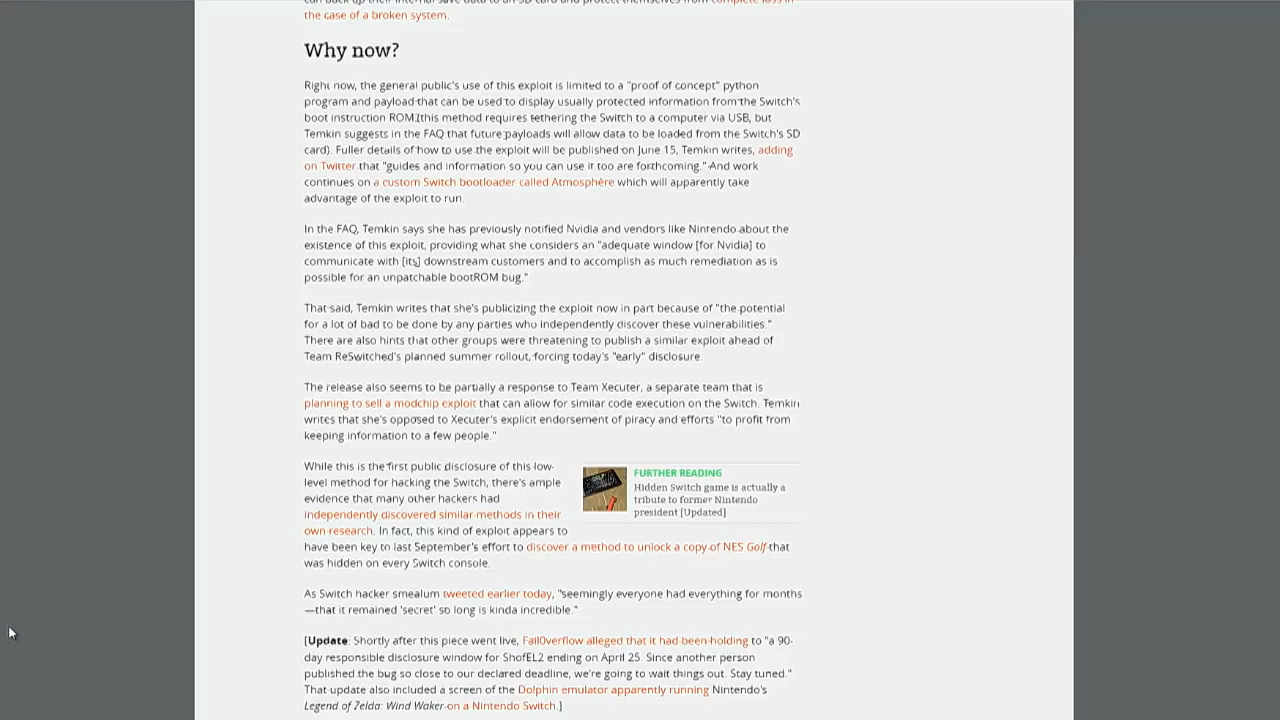 can back up their internal save data to an SD card and protect themselves from complete loss in
the case of a broken system.
Why now?
Right now, the general public's use of this exploit is limited to a "proof of concept" python
program and payload that can be used to display usually protected information from the Switch's
boot instruction ROM (this method requires tethering the Switch to a computer via USB, but
Temkin suggests in the FAQ that future payloads will allow data to be loaded from the Switch's SD
card). Fuller details of how to use the exploit will be published on June 15, Temkin writes, adding
on Twitter that "guides and information so you can use it too are forthcoming." And work
continues on a custom Switch bootloader called Atmosphère which will apparently take
advantage of the exploit to run.
In the FAQ, Temkin says she has previously notified Nvidia and vendors like Nintendo about the
existence of this exploit, providing what she considers an "adequate window [for Nvidia] to
communicate with [its] downstream customers and to accomplish as much remediation as is
possible for an unpatchable bootROM bug."
That said, Temkin writes that she's publicizing the exploit now in part because of "the potential
for a lot of bad to be done by any parties who independently discover these vulnerabilities."
There are also hints that other groups were threatening to publish a similar exploit ahead of
Team ReSwitched's planned summer rollout, forcing today's "early" disclosure.
The release also seems to be partially a response to Team Xecuter, a separate team that is
planning to sell a modchip exploit that can allow for similar code execution on the Switch. Temkin
writes that she's opposed to Xecuter's explicit endorsement of piracy and efforts "to profit from
keeping information to a few people."
While this is the first public disclosure of this low-
level method for hacking the Switch, there's ample
evidence that many other hackers had
independently discovered similar methods in their
own research. In fact, this kind of exploit appears to
have been key to last September's effort to discover a method to unlock a copy of NES Golf that
was hidden on every Switch console.
FURTHER READING
Hidden Switch game is actually a
tribute to former Nintendo
president [Updated]
As Switch hacker smealum tweeted earlier today, "seemingly everyone had everything for months
—that it remained 'secret' so long is kinda incredible."
[Update: Shortly after this piece went live, Fail0verflow alleged that it had been holding to "a 90-
day responsible disclosure window for ShofEL2 ending on April 25. Since another person
published the bug so close to our declared deadline, we're going to wait things out. Stay tuned."
That update also included a screen of the Dolphin emulator apparently running Nintendo's
Legend of Zelda: Wind Waker on a Nintendo Switch.]